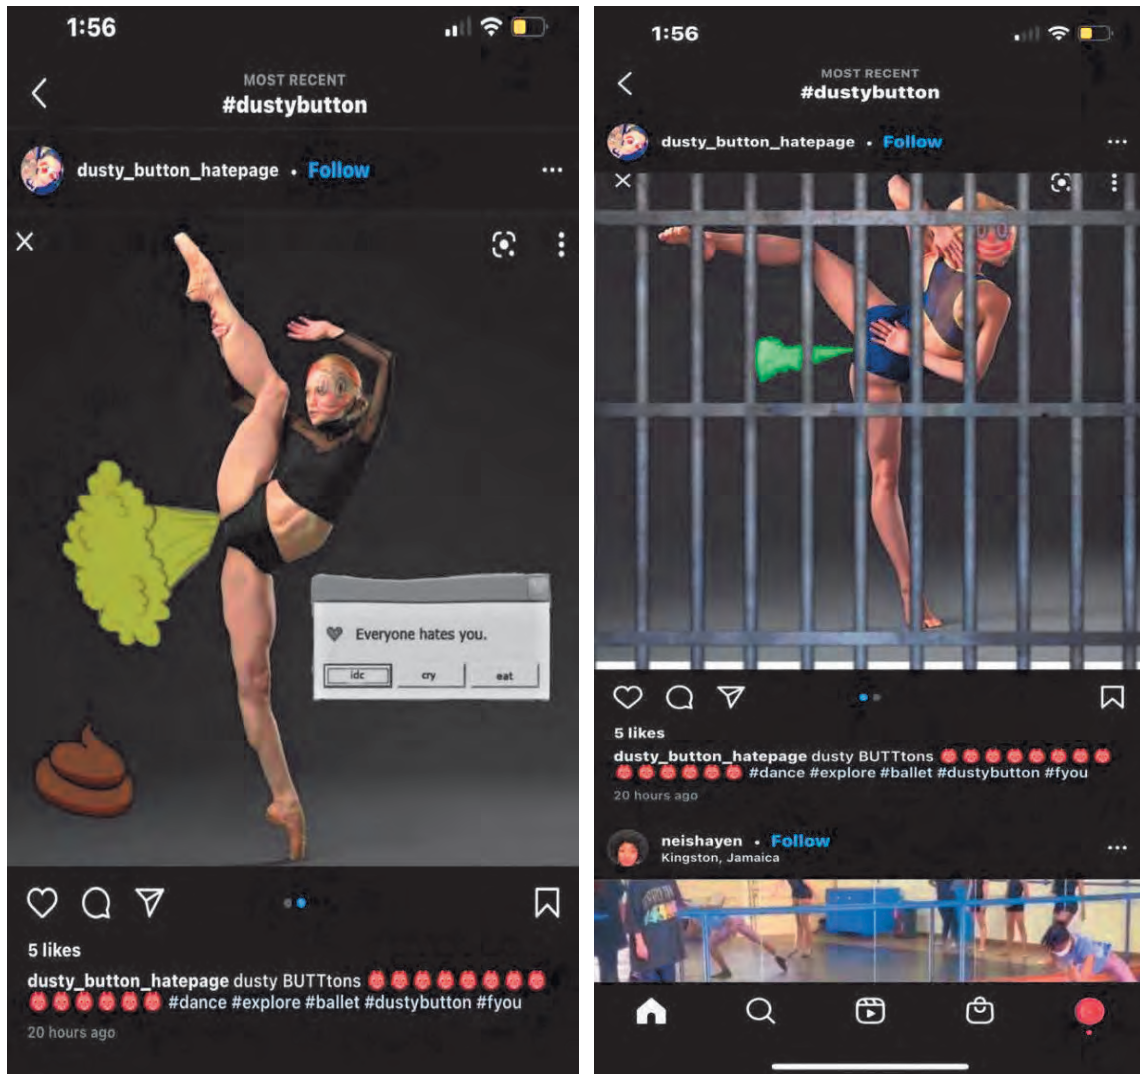 1:56
MOST RECENT
#dustybutton
dusty_button_hatepage • Follow
Everyone hates you.
idc cry eat
5 likes
dusty_button_hatepage dusty BUTTtons 👹👹👹👹👹👹👹👹
👹👹👹👹👹👹 #dance #explore #ballet #dustybutton #fyou
20 hours ago
1:56
MOST RECENT
#dustybutton
dusty_button_hatepage • Follow
5 likes
dusty_button_hatepage dusty BUTTtons 👹👹👹👹👹👹👹👹
👹👹👹👹👹👹 #dance #explore #ballet #dustybutton #fyou
20 hours ago
neishayen • Follow
Kingston, Jamaica